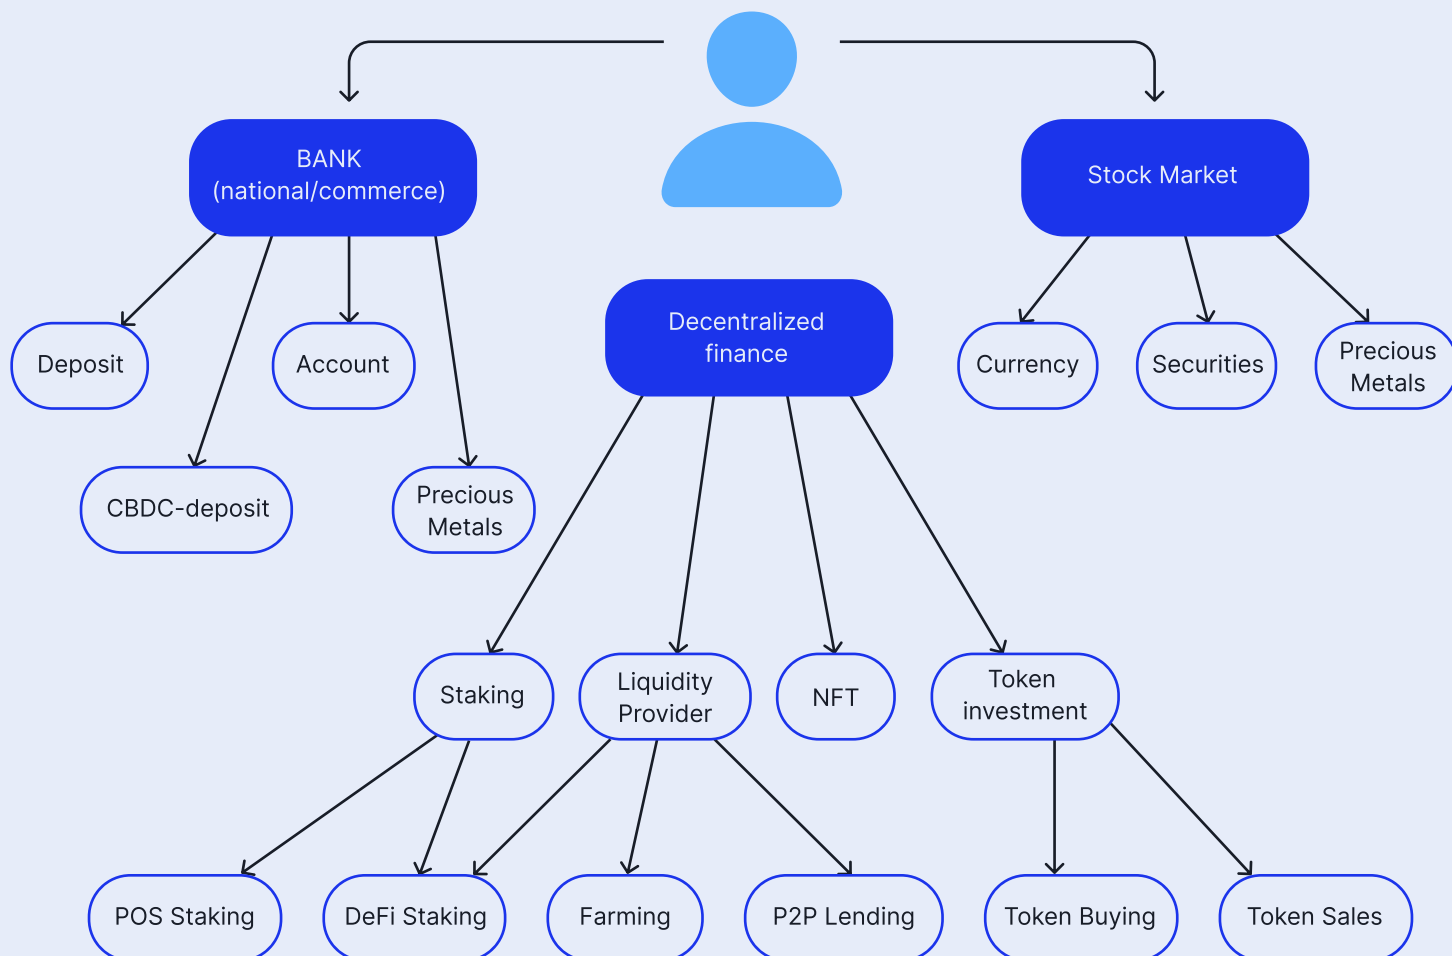 BANK
(national/commerce)
Stock Market
Decentralized
finance
Deposit
Account
Currency
Securities
Precious
Metals
CBDC-deposit
Precious
Metals
Staking
Liquidity
Provider
NFT
Token
investment
POS Staking
DeFi Staking
Farming
P2P Lending
Token Buying
Token Sales